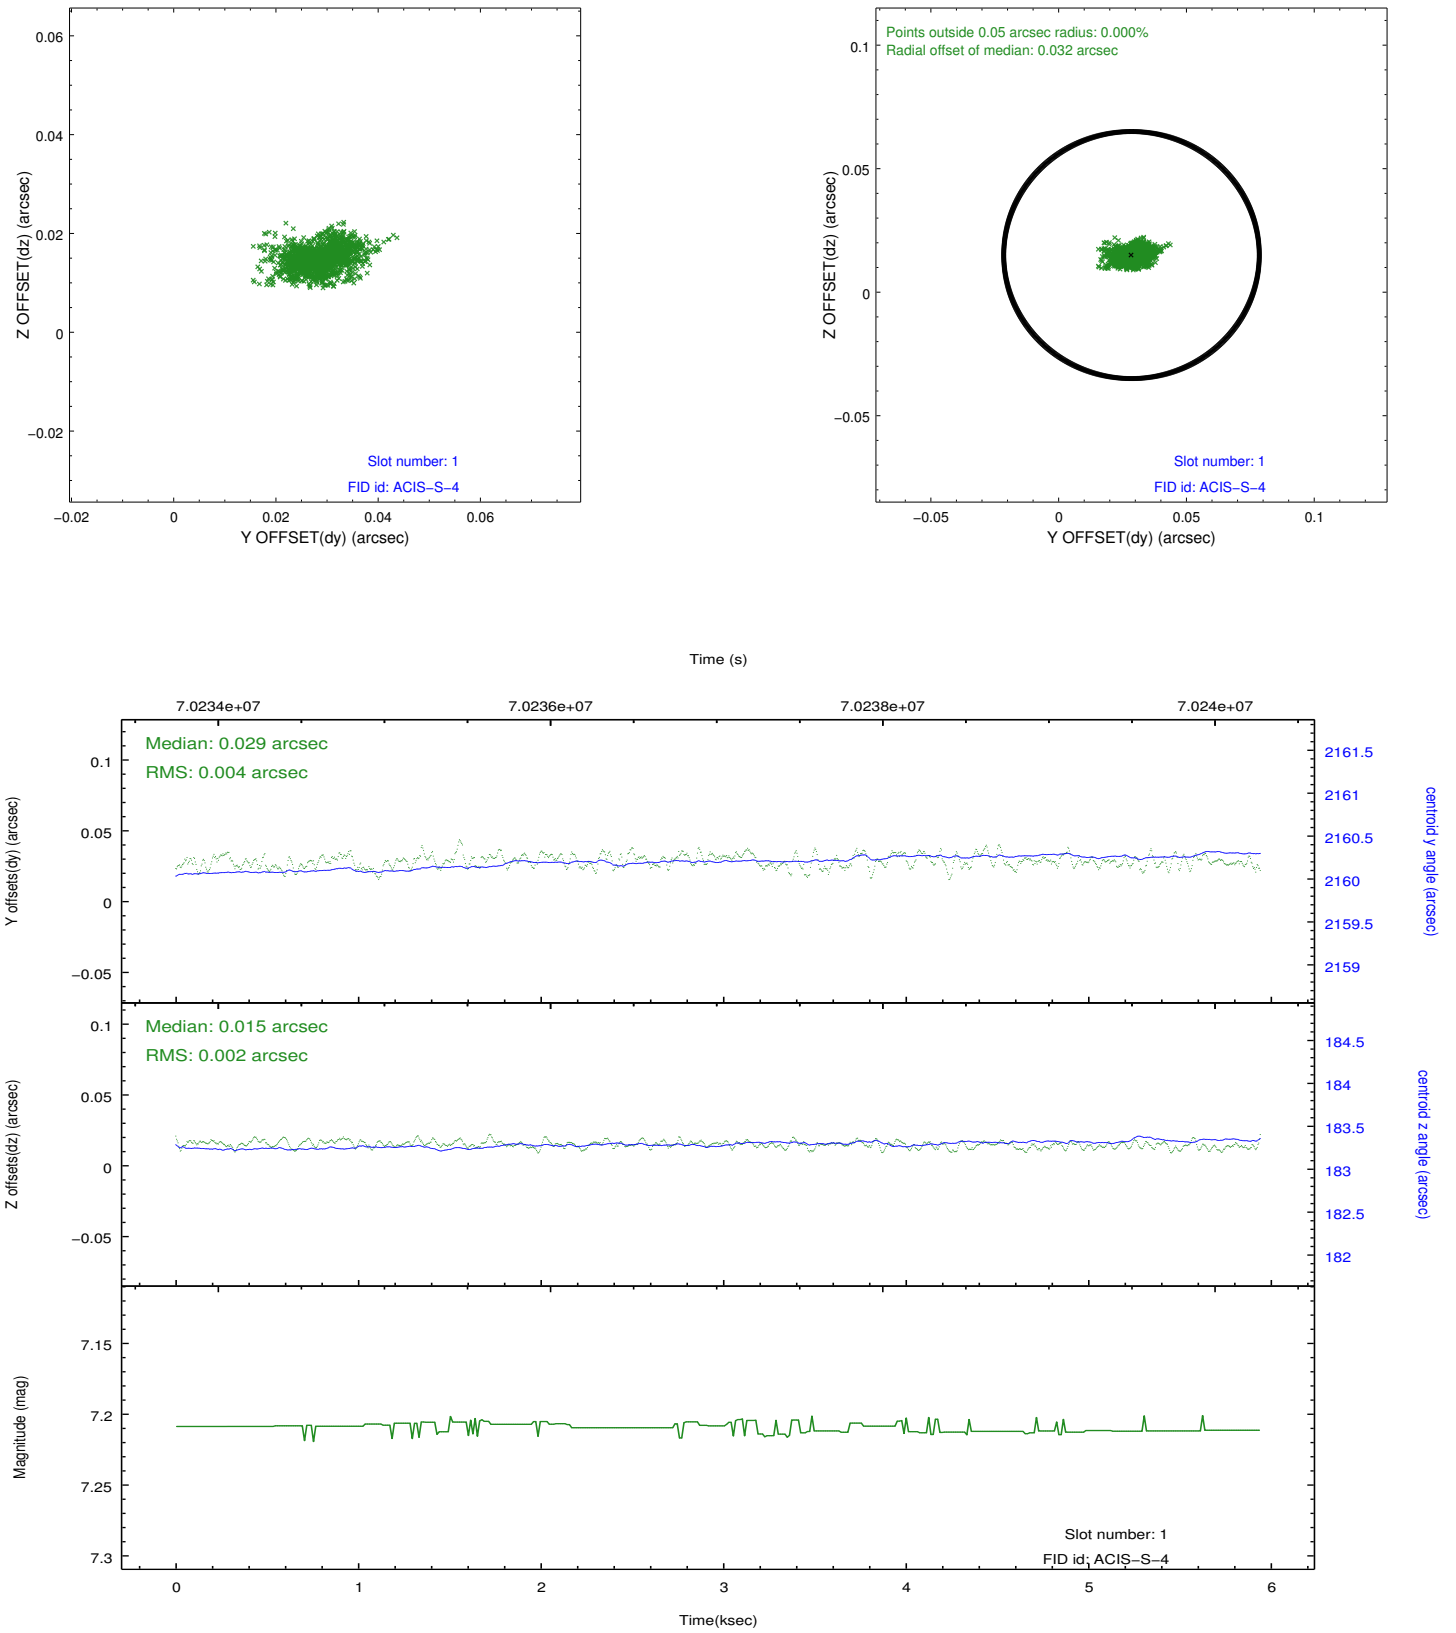 0.06
0.04
0.02
0
−0.02
Z OFFSET(dz) (arcsec)
Slot number: 1
FID id: ACIS−S−4
−0.02 0 0.02 0.04 0.06
Y OFFSET(dy) (arcsec)
Points outside 0.05 arcsec radius: 0.000%
Radial offset of median: 0.032 arcsec
0.1
0.05
0
−0.05
Z OFFSET(dz) (arcsec)
Slot number: 1
FID id: ACIS−S−4
−0.05 0 0.05 0.1
Y OFFSET(dy) (arcsec)
Time (s)
7.0234e+07 7.0236e+07 7.0238e+07 7.024e+07
Median: 0.029 arcsec
RMS: 0.004 arcsec
0.1
0.05
0
−0.05
Y offsets(dy) (arcsec)
2161.5
2161
2160.5
2160
2159.5
2159
centroid y angle (arcsec)
Median: 0.015 arcsec
RMS: 0.002 arcsec
0.1
0.05
0
−0.05
Z offsets(dz) (arcsec)
184.5
184
183.5
183
182.5
182
centroid z angle (arcsec)
7.15
7.2
7.25
7.3
Magnitude (mag)
Slot number: 1
FID id: ACIS−S−4
0 1 2 3 4 5 6
Time(ksec)